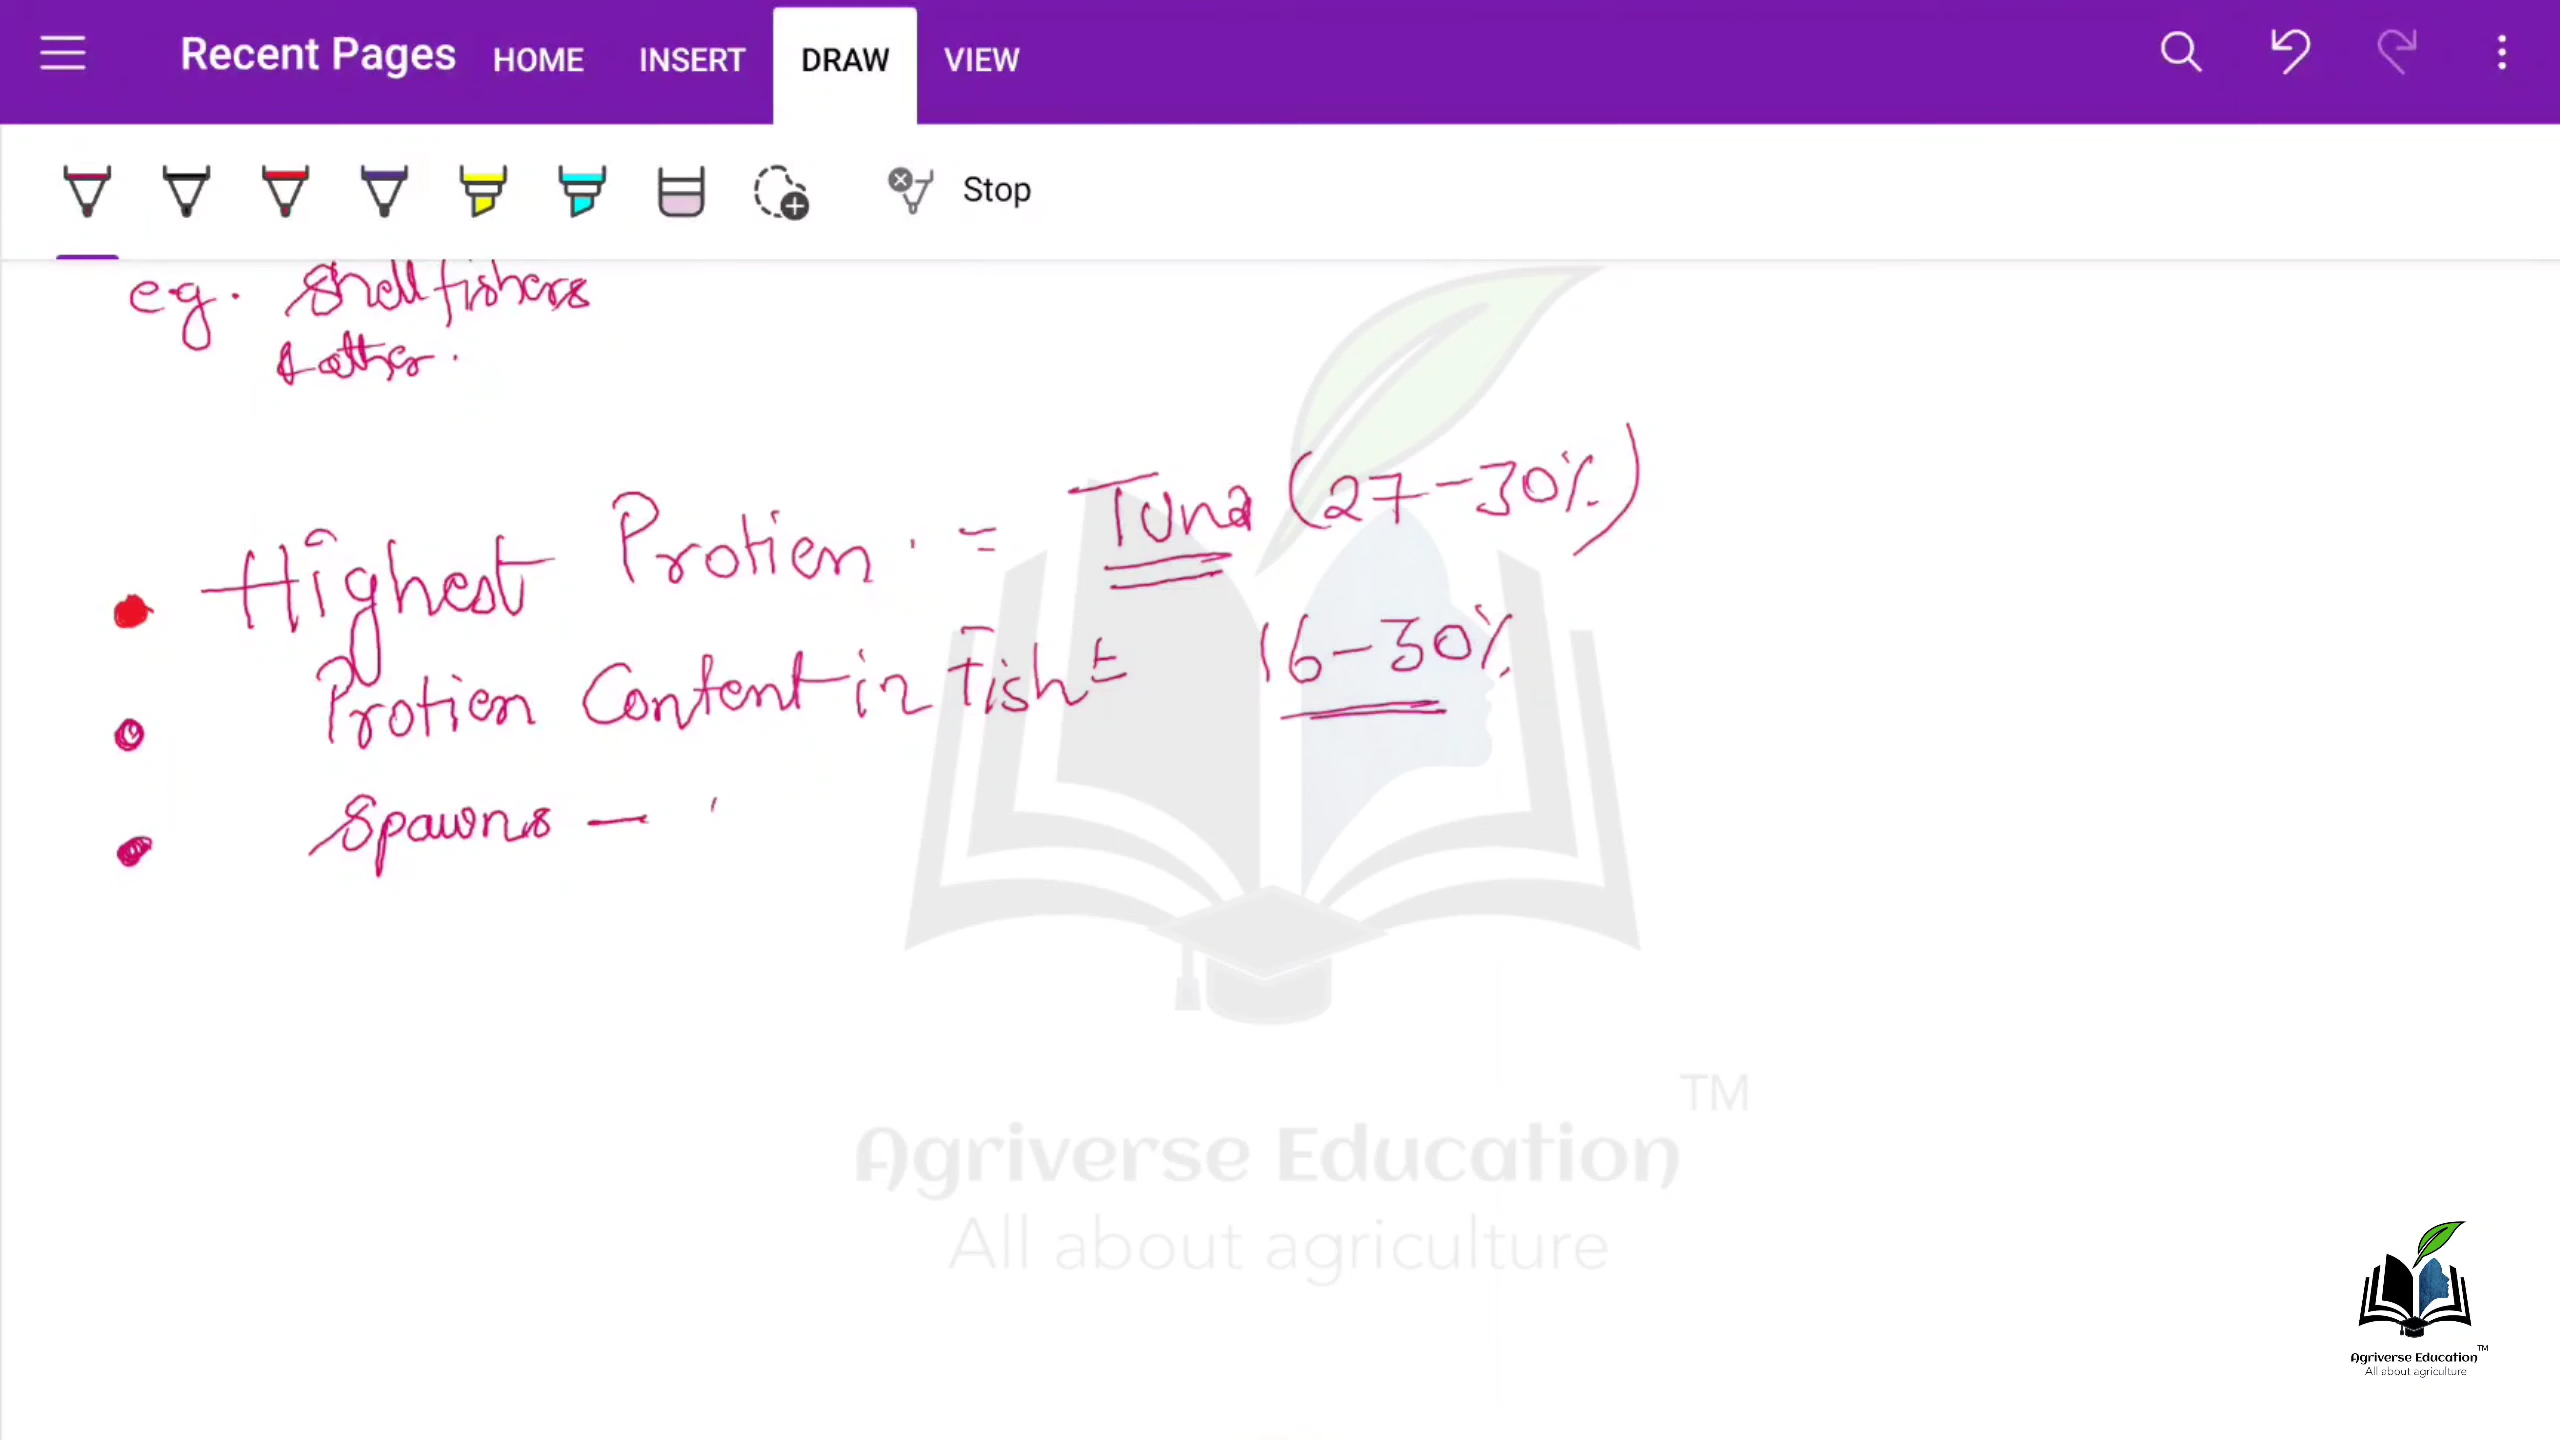 Recent Pages HOME INSERT DRAW VIEW
Stop
e.g. Shell fishers
& other.
Highest Protien . = Tuna (27-30%)
Protien Content in Fish = 16-30%
Spawns —
TM
Agriverse Education
All about agriculture
TM
Agriverse Education
All about agriculture